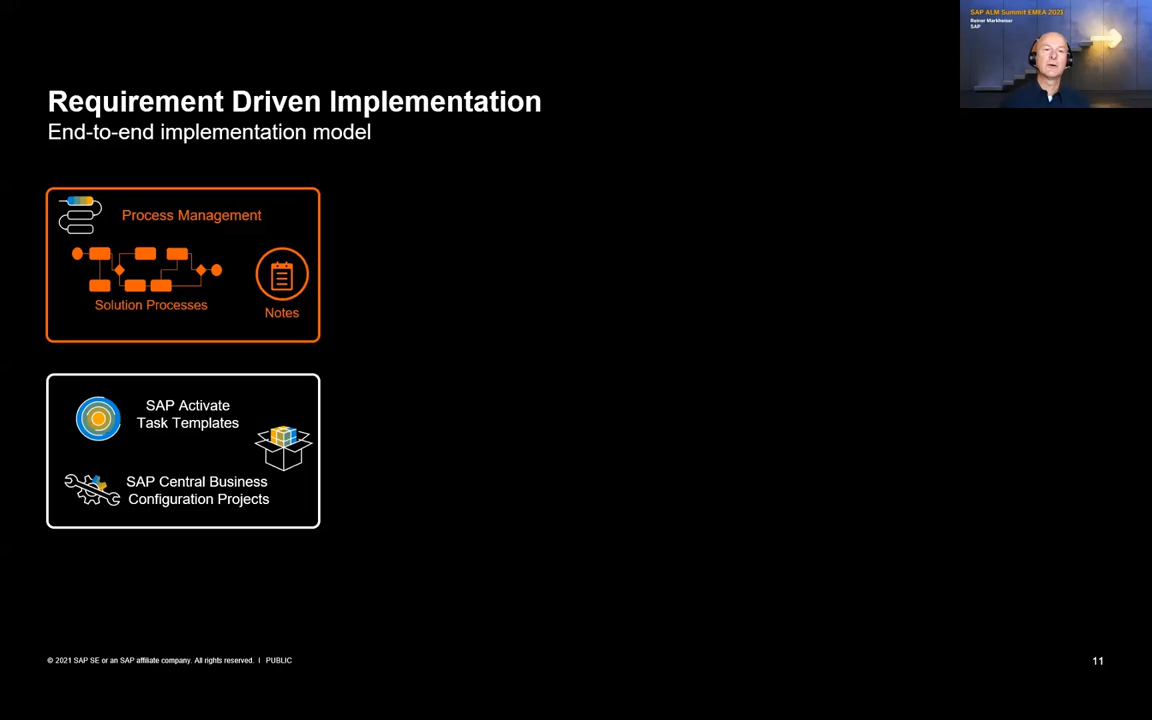 SAP ALM Summit EMEA 2021
Reiner Markheiser
SAP
Requirement Driven Implementation
End-to-end implementation model
Process Management
Solution Processes
Notes
SAP Activate
Task Templates
SAP Central Business
Configuration Projects
© 2021 SAP SE or an SAP affiliate company. All rights reserved. I PUBLIC
11